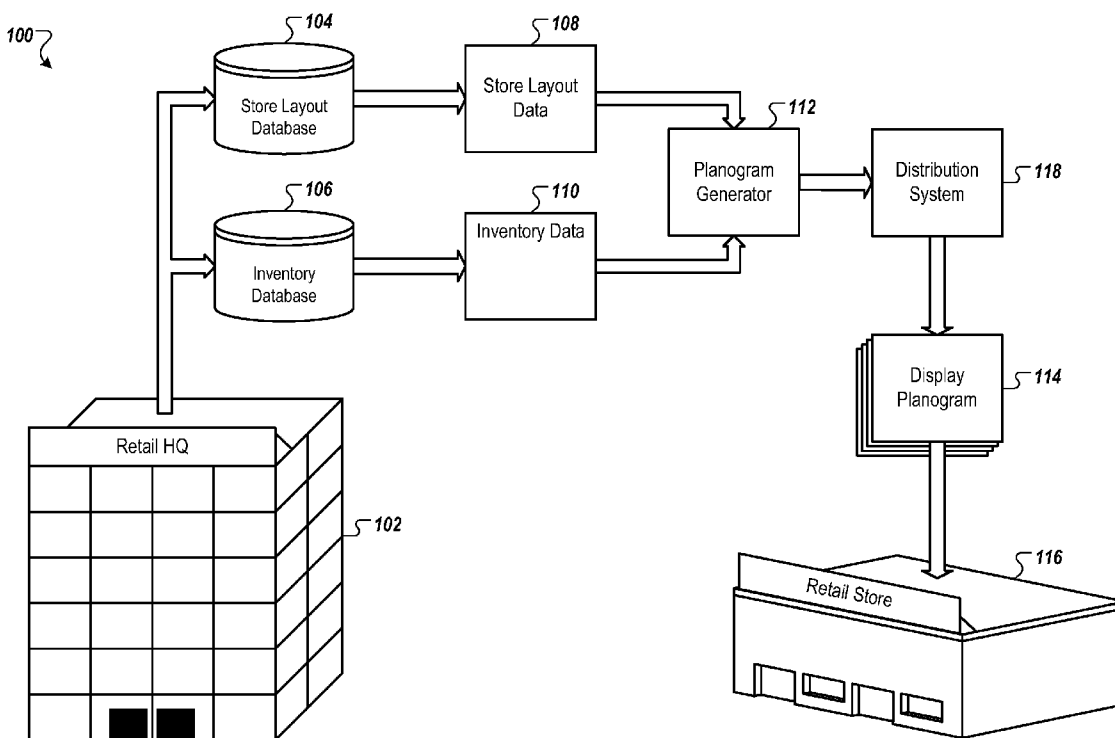 100
104
Store Layout
Database
108
Store Layout
Data
112
Planogram
Generator
Distribution
System
118
106
Inventory
Database
110
Inventory Data
Display
Planogram
114
Retail HQ
102
116
Retail Store